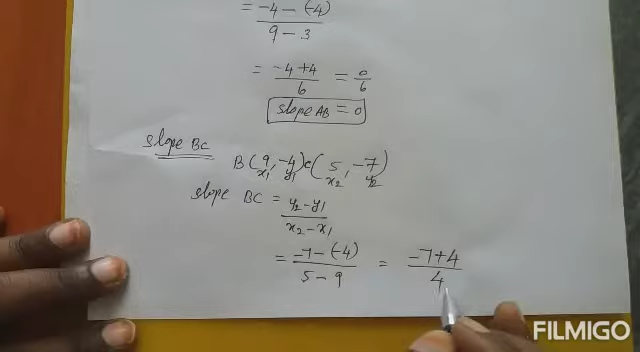 = -4 - (-4) / 9 - 3
= -4 + 4 / 6 = 0/6
slope AB = 0
Slope BC
B(9, -4) C(5, -7)
x1 y1 x2 y2
slope BC = y2 - y1 / x2 - x1
= -7 - (-4) / 5 - 9 = -7 + 4 / 4
FILMIGO